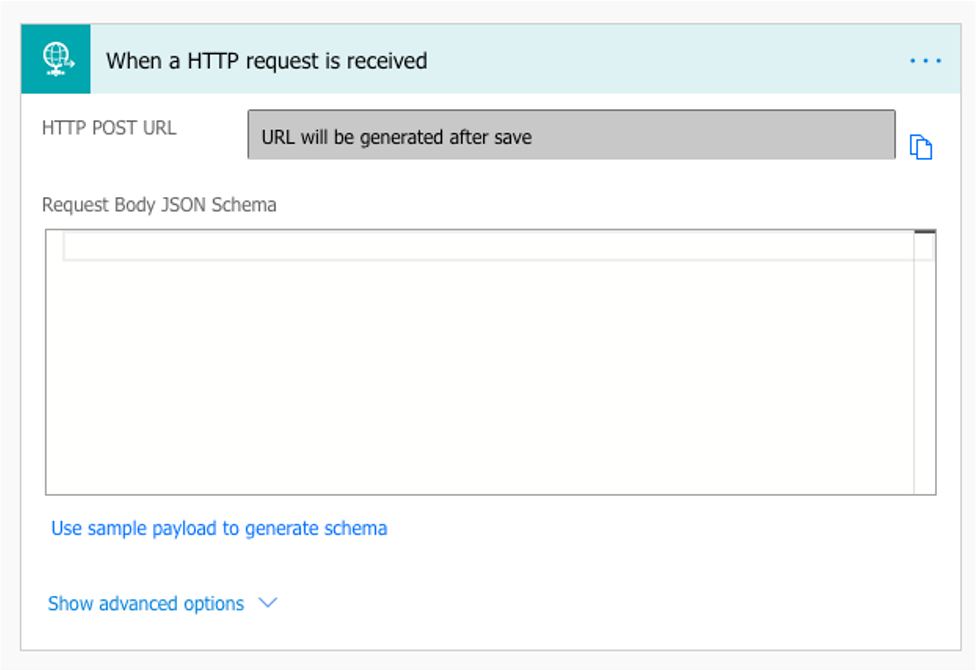 When a HTTP request is received
HTTP POST URL
URL will be generated after save
Request Body JSON Schema
Use sample payload to generate schema
Show advanced options